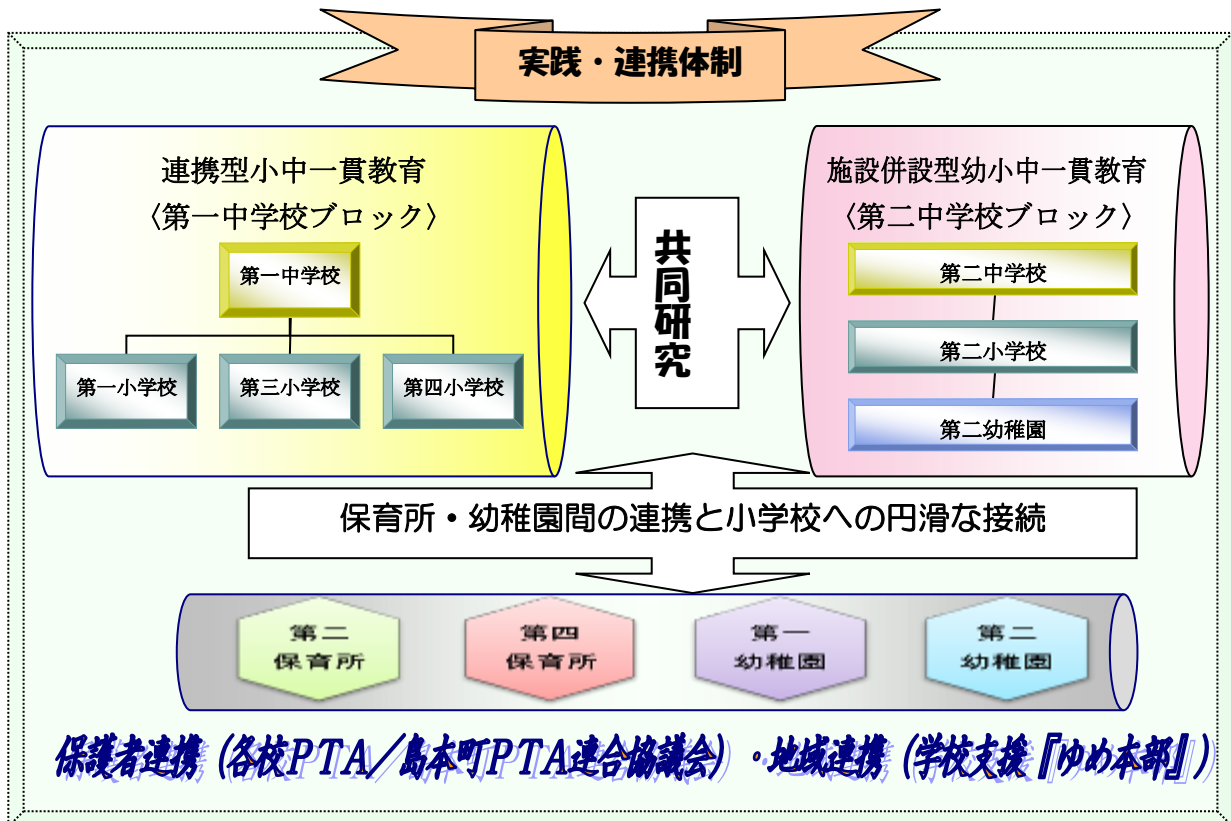 実践・連携体制
連携型小中一貫教育
〈第一中学校ブロック〉
第一中学校
第一小学校
第三小学校
第四小学校
共同研究
施設併設型幼小中一貫教育
〈第二中学校ブロック〉
第二中学校
第二小学校
第二幼稚園
保育所・幼稚園間の連携と小学校への円滑な接続
第二
保育所
第四
保育所
第一
幼稚園
第二
幼稚園
保護者連携（各校ＰＴＡ／島本町ＰＴＡ連合協議会）・地域連携（学校支援『ゆめ本部』）